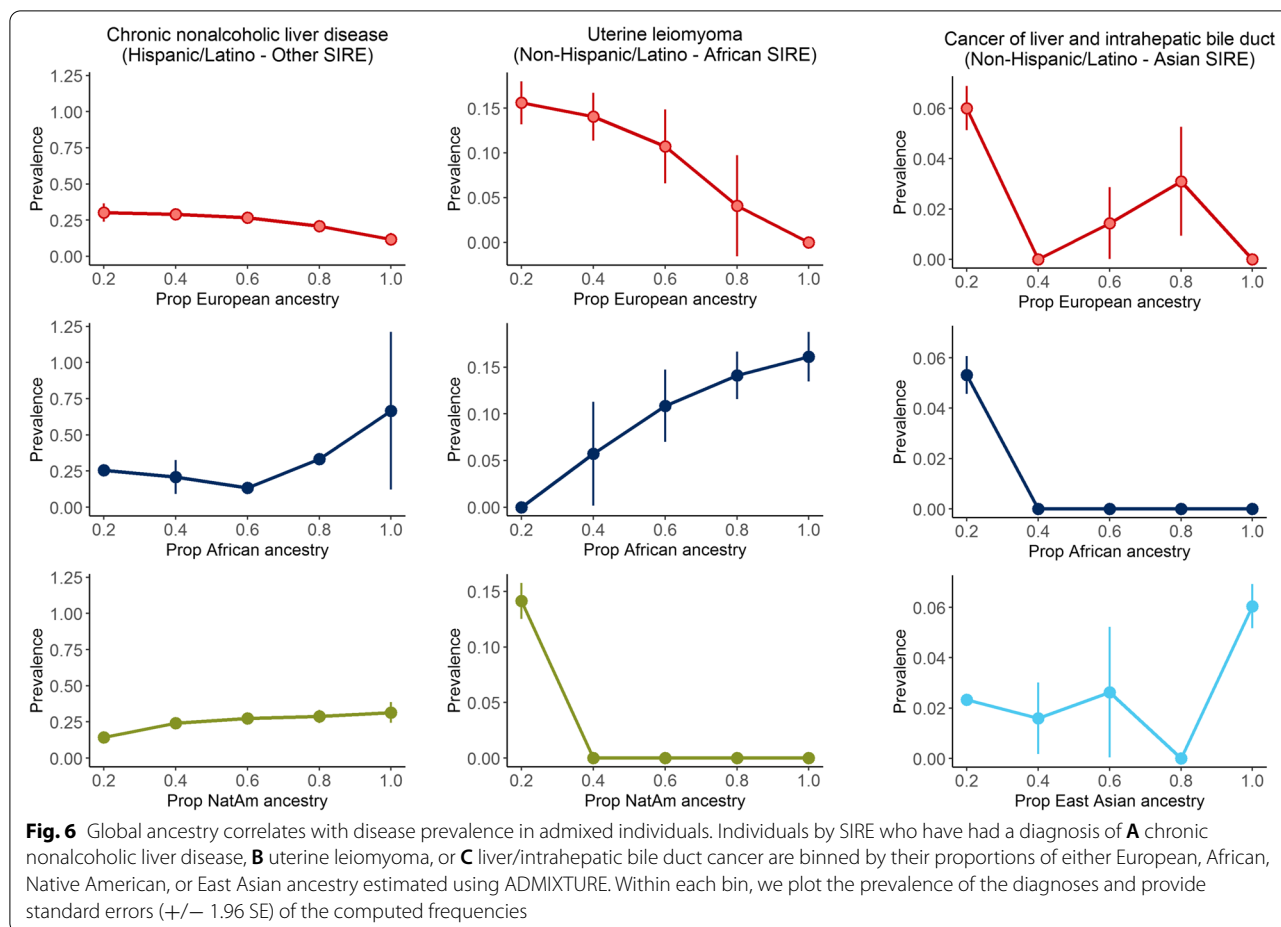 Chronic nonalcoholic liver disease
(Hispanic/Latino - Other SIRE)
1.25
1.00
0.75
0.50
0.25
0.00
Prevalence
0.2 0.4 0.6 0.8 1.0
Prop European ancestry
Uterine leiomyoma
(Non-Hispanic/Latino - African SIRE)
0.15
0.10
0.05
0.00
Prevalence
0.2 0.4 0.6 0.8 1.0
Prop European ancestry
Cancer of liver and intrahepatic bile duct
(Non-Hispanic/Latino - Asian SIRE)
0.06
0.04
0.02
0.00
Prevalence
0.2 0.4 0.6 0.8 1.0
Prop European ancestry
1.25
1.00
0.75
0.50
0.25
0.00
Prevalence
0.2 0.4 0.6 0.8 1.0
Prop African ancestry
0.15
0.10
0.05
0.00
Prevalence
0.2 0.4 0.6 0.8 1.0
Prop African ancestry
0.06
0.04
0.02
0.00
Prevalence
0.2 0.4 0.6 0.8 1.0
Prop African ancestry
1.25
1.00
0.75
0.50
0.25
0.00
Prevalence
0.2 0.4 0.6 0.8 1.0
Prop NatAm ancestry
0.15
0.10
0.05
0.00
Prevalence
0.2 0.4 0.6 0.8 1.0
Prop NatAm ancestry
0.06
0.04
0.02
0.00
Prevalence
0.2 0.4 0.6 0.8 1.0
Prop East Asian ancestry
Fig. 6 Global ancestry correlates with disease prevalence in admixed individuals. Individuals by SIRE who have had a diagnosis of A chronic
nonalcoholic liver disease, B uterine leiomyoma, or C liver/intrahepatic bile duct cancer are binned by their proportions of either European, African,
Native American, or East Asian ancestry estimated using ADMIXTURE. Within each bin, we plot the prevalence of the diagnoses and provide
standard errors (+/− 1.96 SE) of the computed frequencies